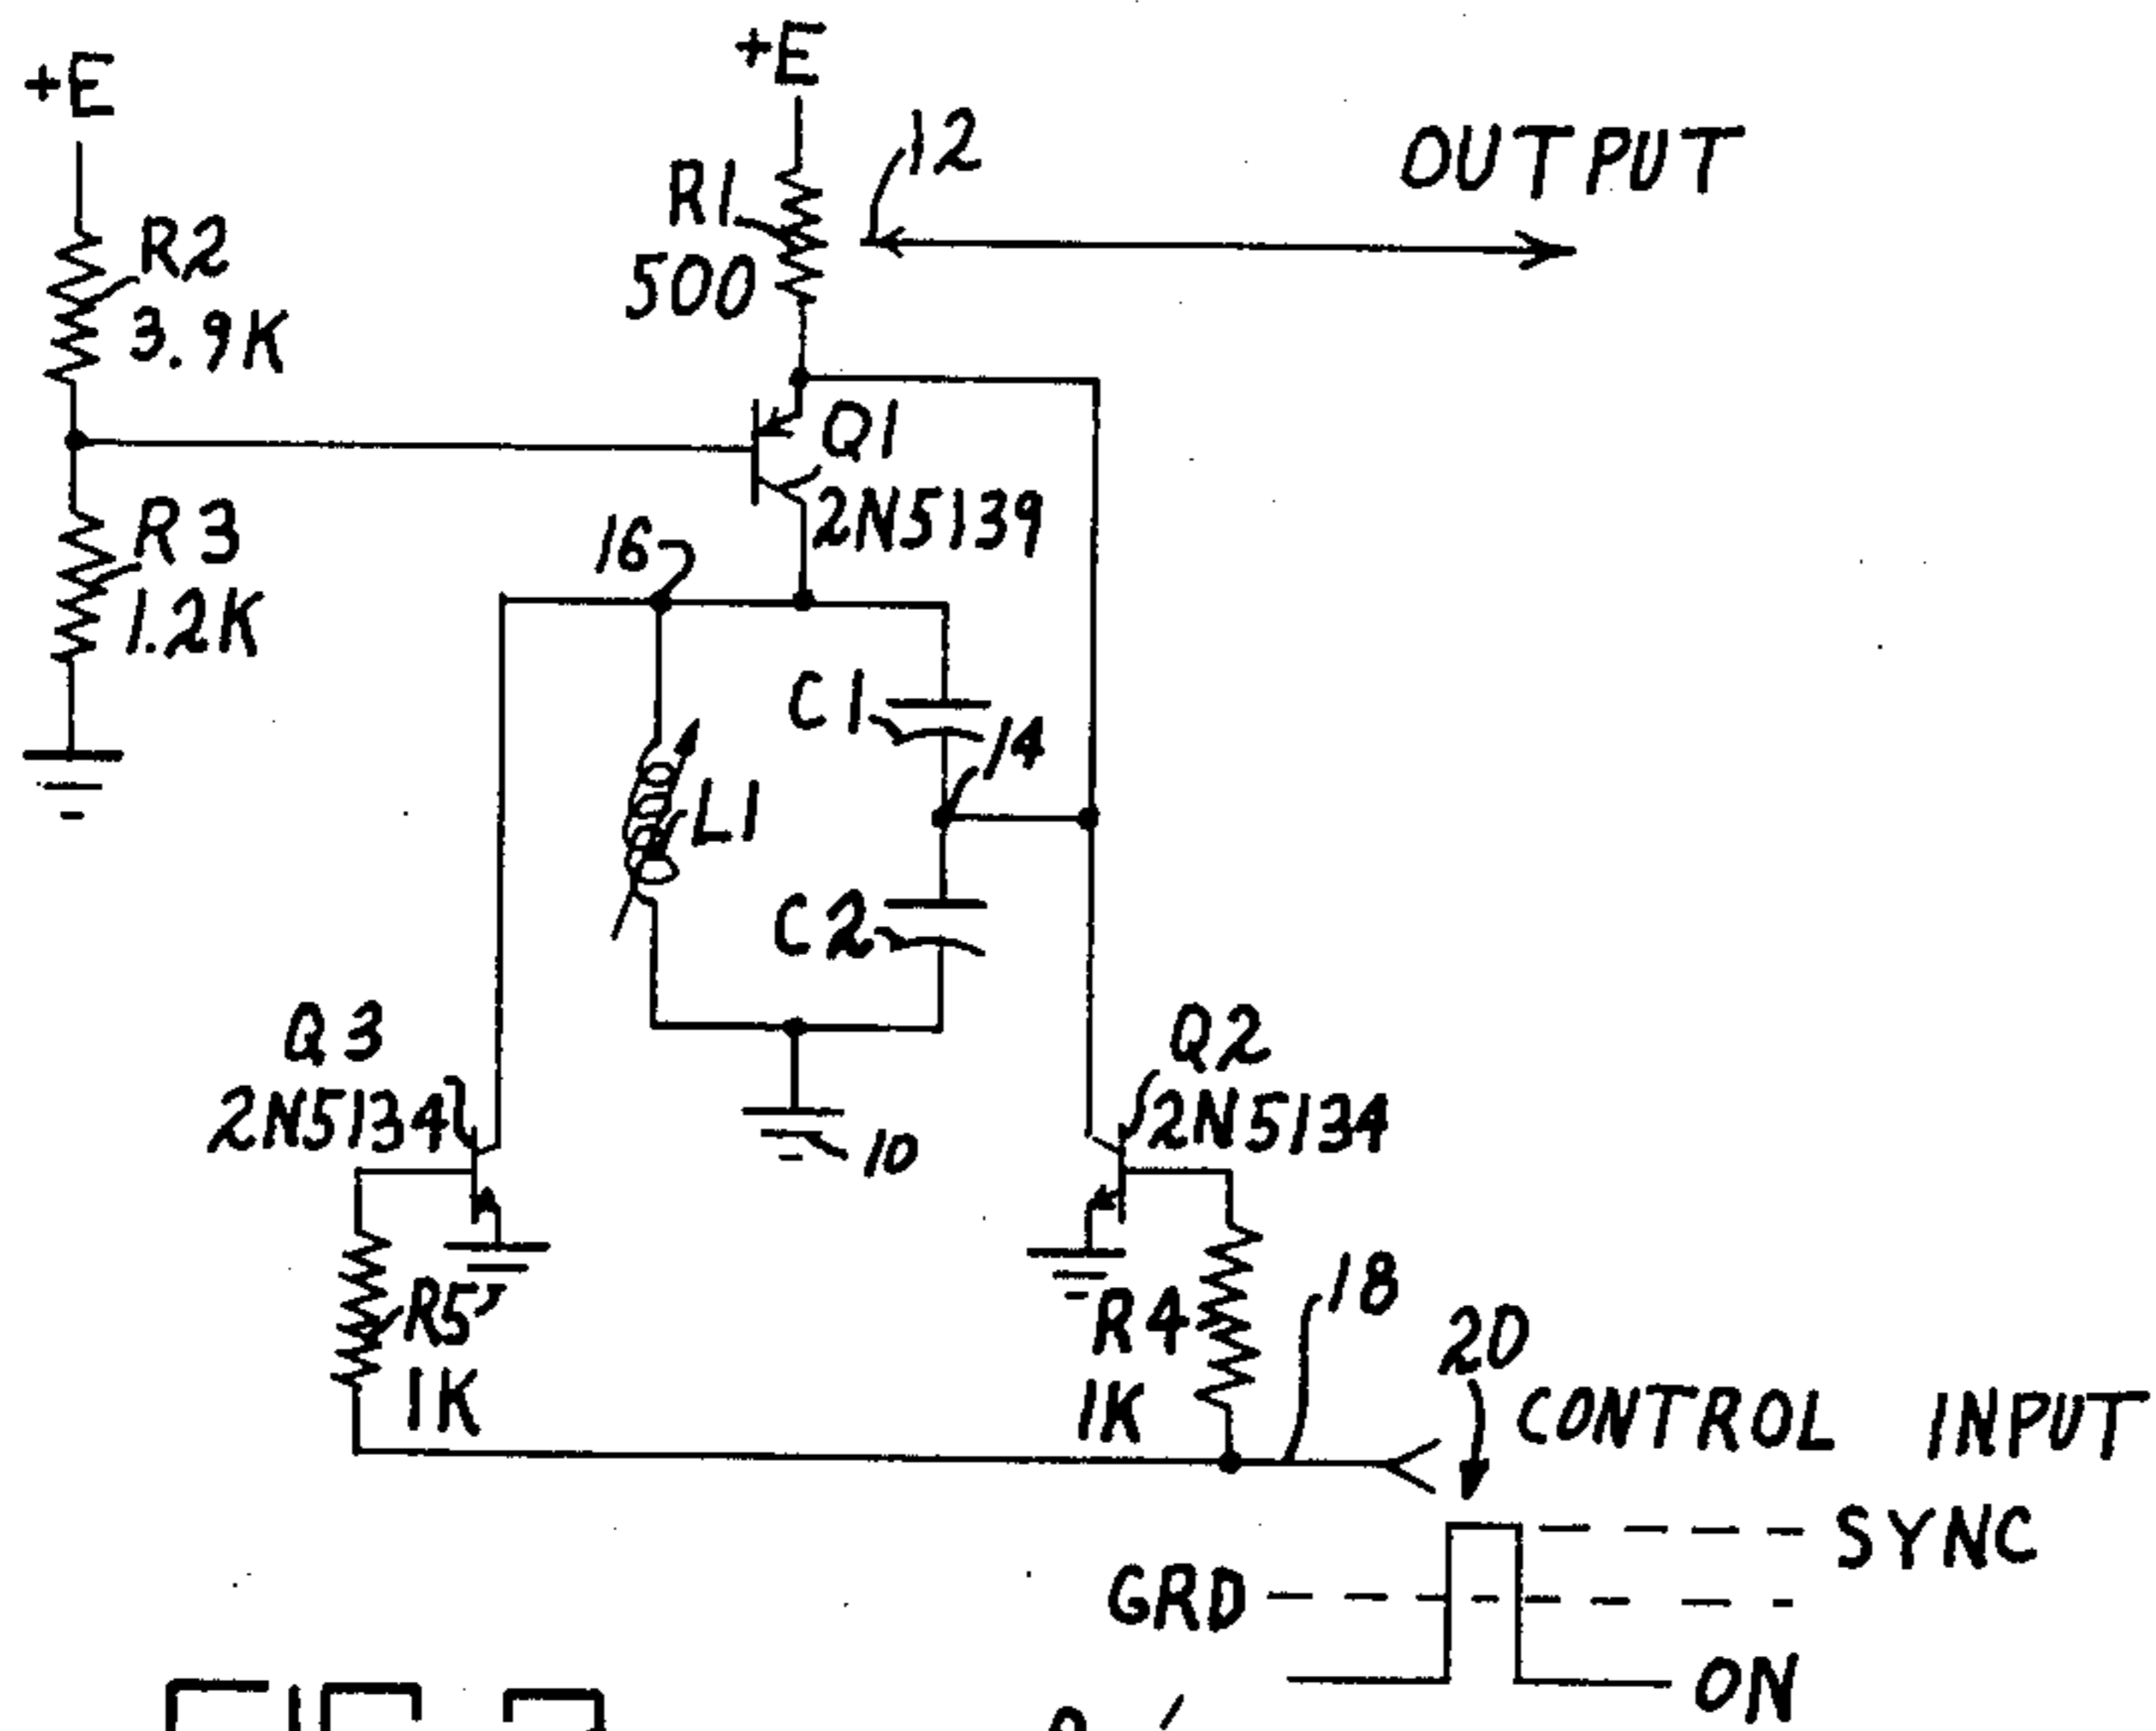 +E
+E
12
OUTPUT
R1
500
R2
3.9K
Q1
2N5139
R3
1.2K
16
C1
14
L1
C2
Q3
2N5134
Q2
2N5134
10
R5
1K
R4
1K
18
20
CONTROL INPUT
SYNC
GRD
ON